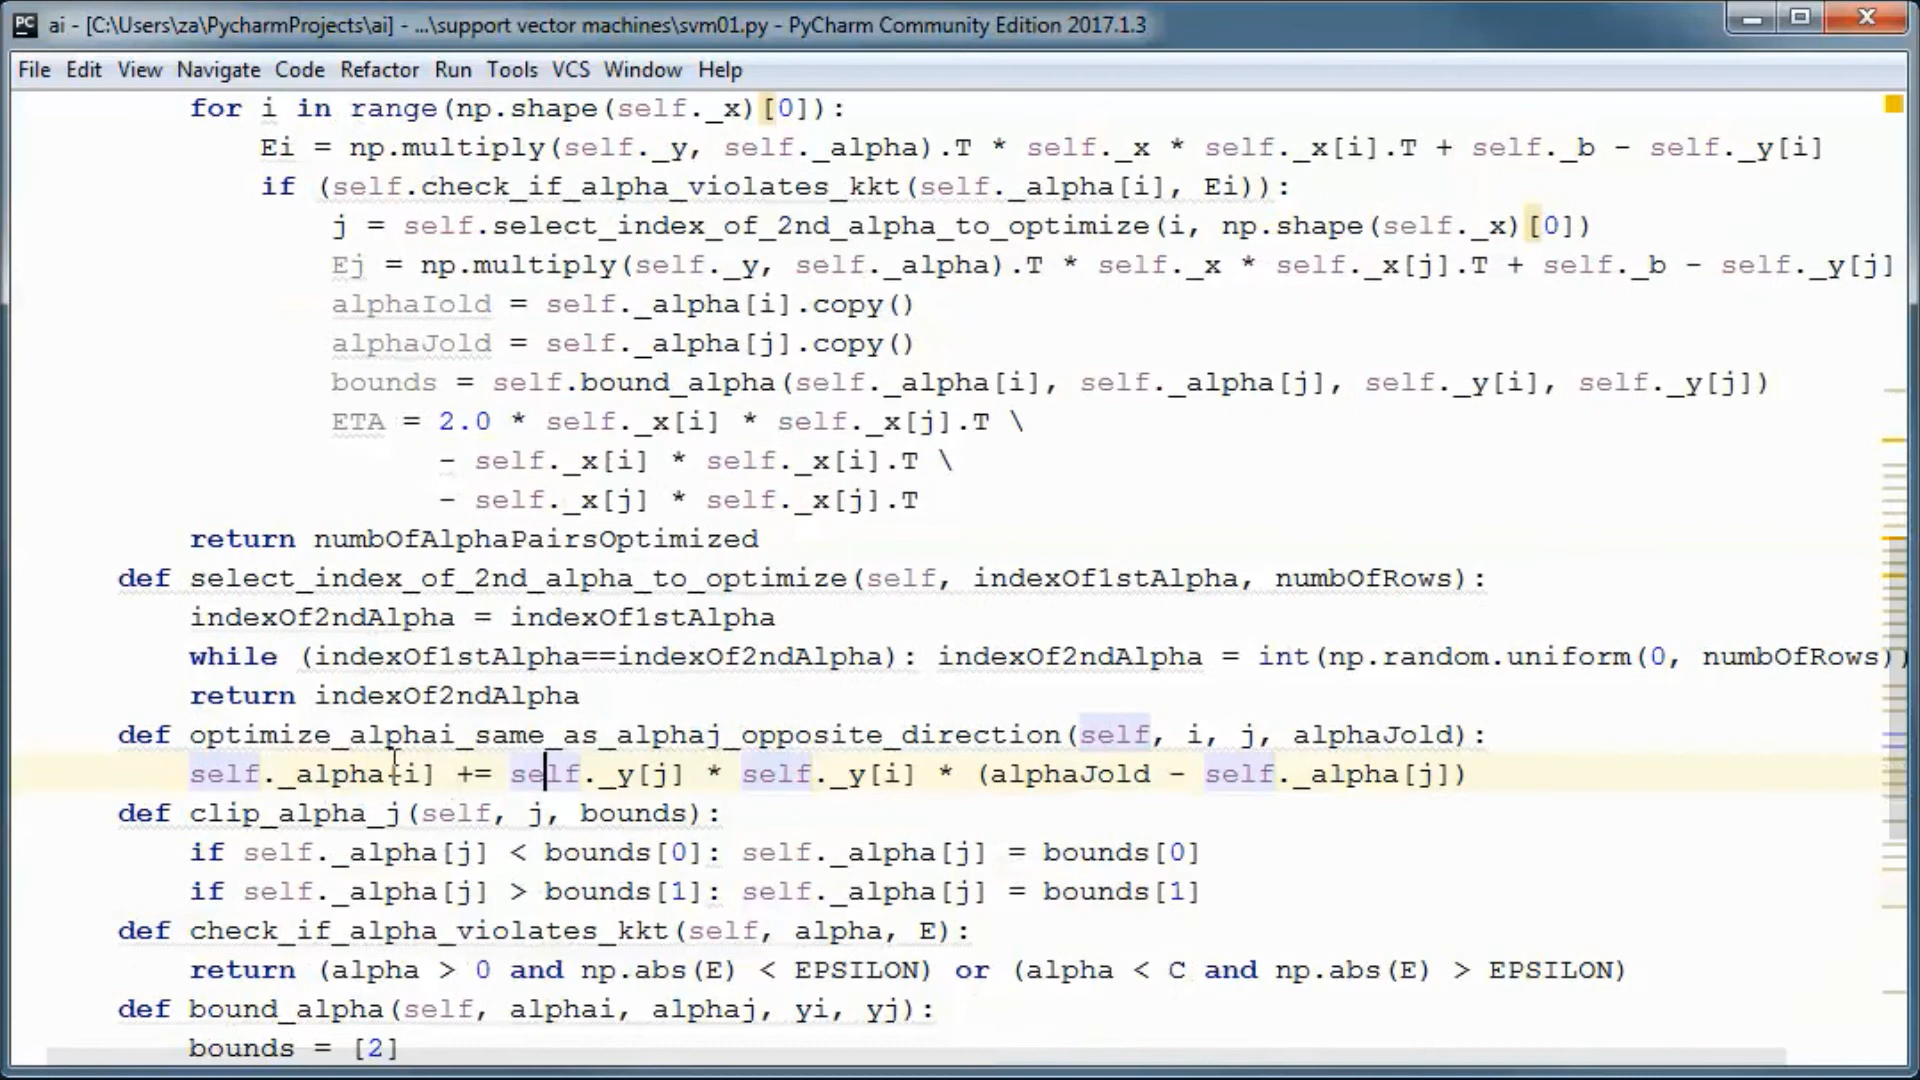 PC ai - [C:\Users\za\PycharmProjects\ai] - ...\support vector machines\svm01.py - PyCharm Community Edition 2017.1.3
File Edit View Navigate Code Refactor Run Tools VCS Window Help
for i in range(np.shape(self._x)[0]):
Ei = np.multiply(self._y, self._alpha).T * self._x * self._x[i].T + self._b - self._y[i]
if (self.check_if_alpha_violates_kkt(self._alpha[i], Ei)):
j = self.select_index_of_2nd_alpha_to_optimize(i, np.shape(self._x)[0])
Ej = np.multiply(self._y, self._alpha).T * self._x * self._x[j].T + self._b - self._y[j]
alphaIold = self._alpha[i].copy()
alphaJold = self._alpha[j].copy()
bounds = self.bound_alpha(self._alpha[i], self._alpha[j], self._y[i], self._y[j])
ETA = 2.0 * self._x[i] * self._x[j].T \
- self._x[i] * self._x[i].T \
- self._x[j] * self._x[j].T
return numbOfAlphaPairsOptimized
def select_index_of_2nd_alpha_to_optimize(self, indexOf1stAlpha, numbOfRows):
indexOf2ndAlpha = indexOf1stAlpha
while (indexOf1stAlpha==indexOf2ndAlpha): indexOf2ndAlpha = int(np.random.uniform(0, numbOfRows))
return indexOf2ndAlpha
def optimize_alphai_same_as_alphaj_opposite_direction(self, i, j, alphaJold):
self._alpha[i] += self._y[j] * self._y[i] * (alphaJold - self._alpha[j])
def clip_alpha_j(self, j, bounds):
if self._alpha[j] < bounds[0]: self._alpha[j] = bounds[0]
if self._alpha[j] > bounds[1]: self._alpha[j] = bounds[1]
def check_if_alpha_violates_kkt(self, alpha, E):
return (alpha > 0 and np.abs(E) < EPSILON) or (alpha < C and np.abs(E) > EPSILON)
def bound_alpha(self, alphai, alphaj, yi, yj):
bounds = [2]